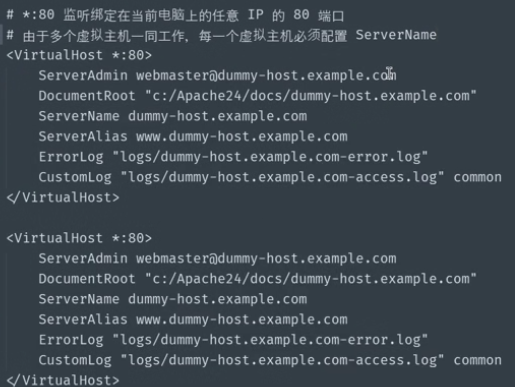 # *:80 监听绑定在当前电脑上的任意 IP 的 80 端口
# 由于多个虚拟主机一同工作，每一个虚拟主机必须配置 ServerName
<VirtualHost *:80>
    ServerAdmin webmaster@dummy-host.example.com
    DocumentRoot "c:/Apache24/docs/dummy-host.example.com"
    ServerName dummy-host.example.com
    ServerAlias www.dummy-host.example.com
    ErrorLog "logs/dummy-host.example.com-error.log"
    CustomLog "logs/dummy-host.example.com-access.log" common
</VirtualHost>

<VirtualHost *:80>
    ServerAdmin webmaster@dummy-host.example.com
    DocumentRoot "c:/Apache24/docs/dummy-host.example.com"
    ServerName dummy-host.example.com
    ServerAlias www.dummy-host.example.com
    ErrorLog "logs/dummy-host.example.com-error.log"
    CustomLog "logs/dummy-host.example.com-access.log" common
</VirtualHost>